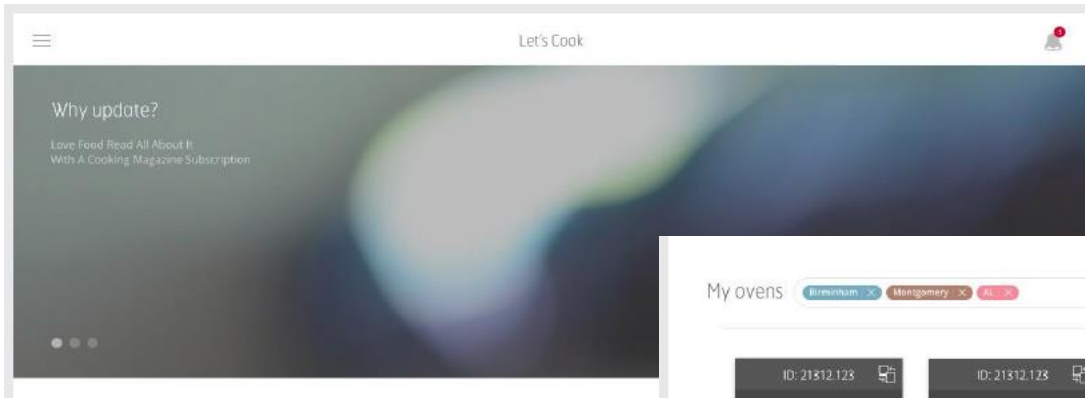 Let's Cook
Why update?
Love Food Read All About It
With A Cooking Magazine Subscription
My ovens
Birminham
Montgomery
AL
ID: 21312.123
ID: 21312.123